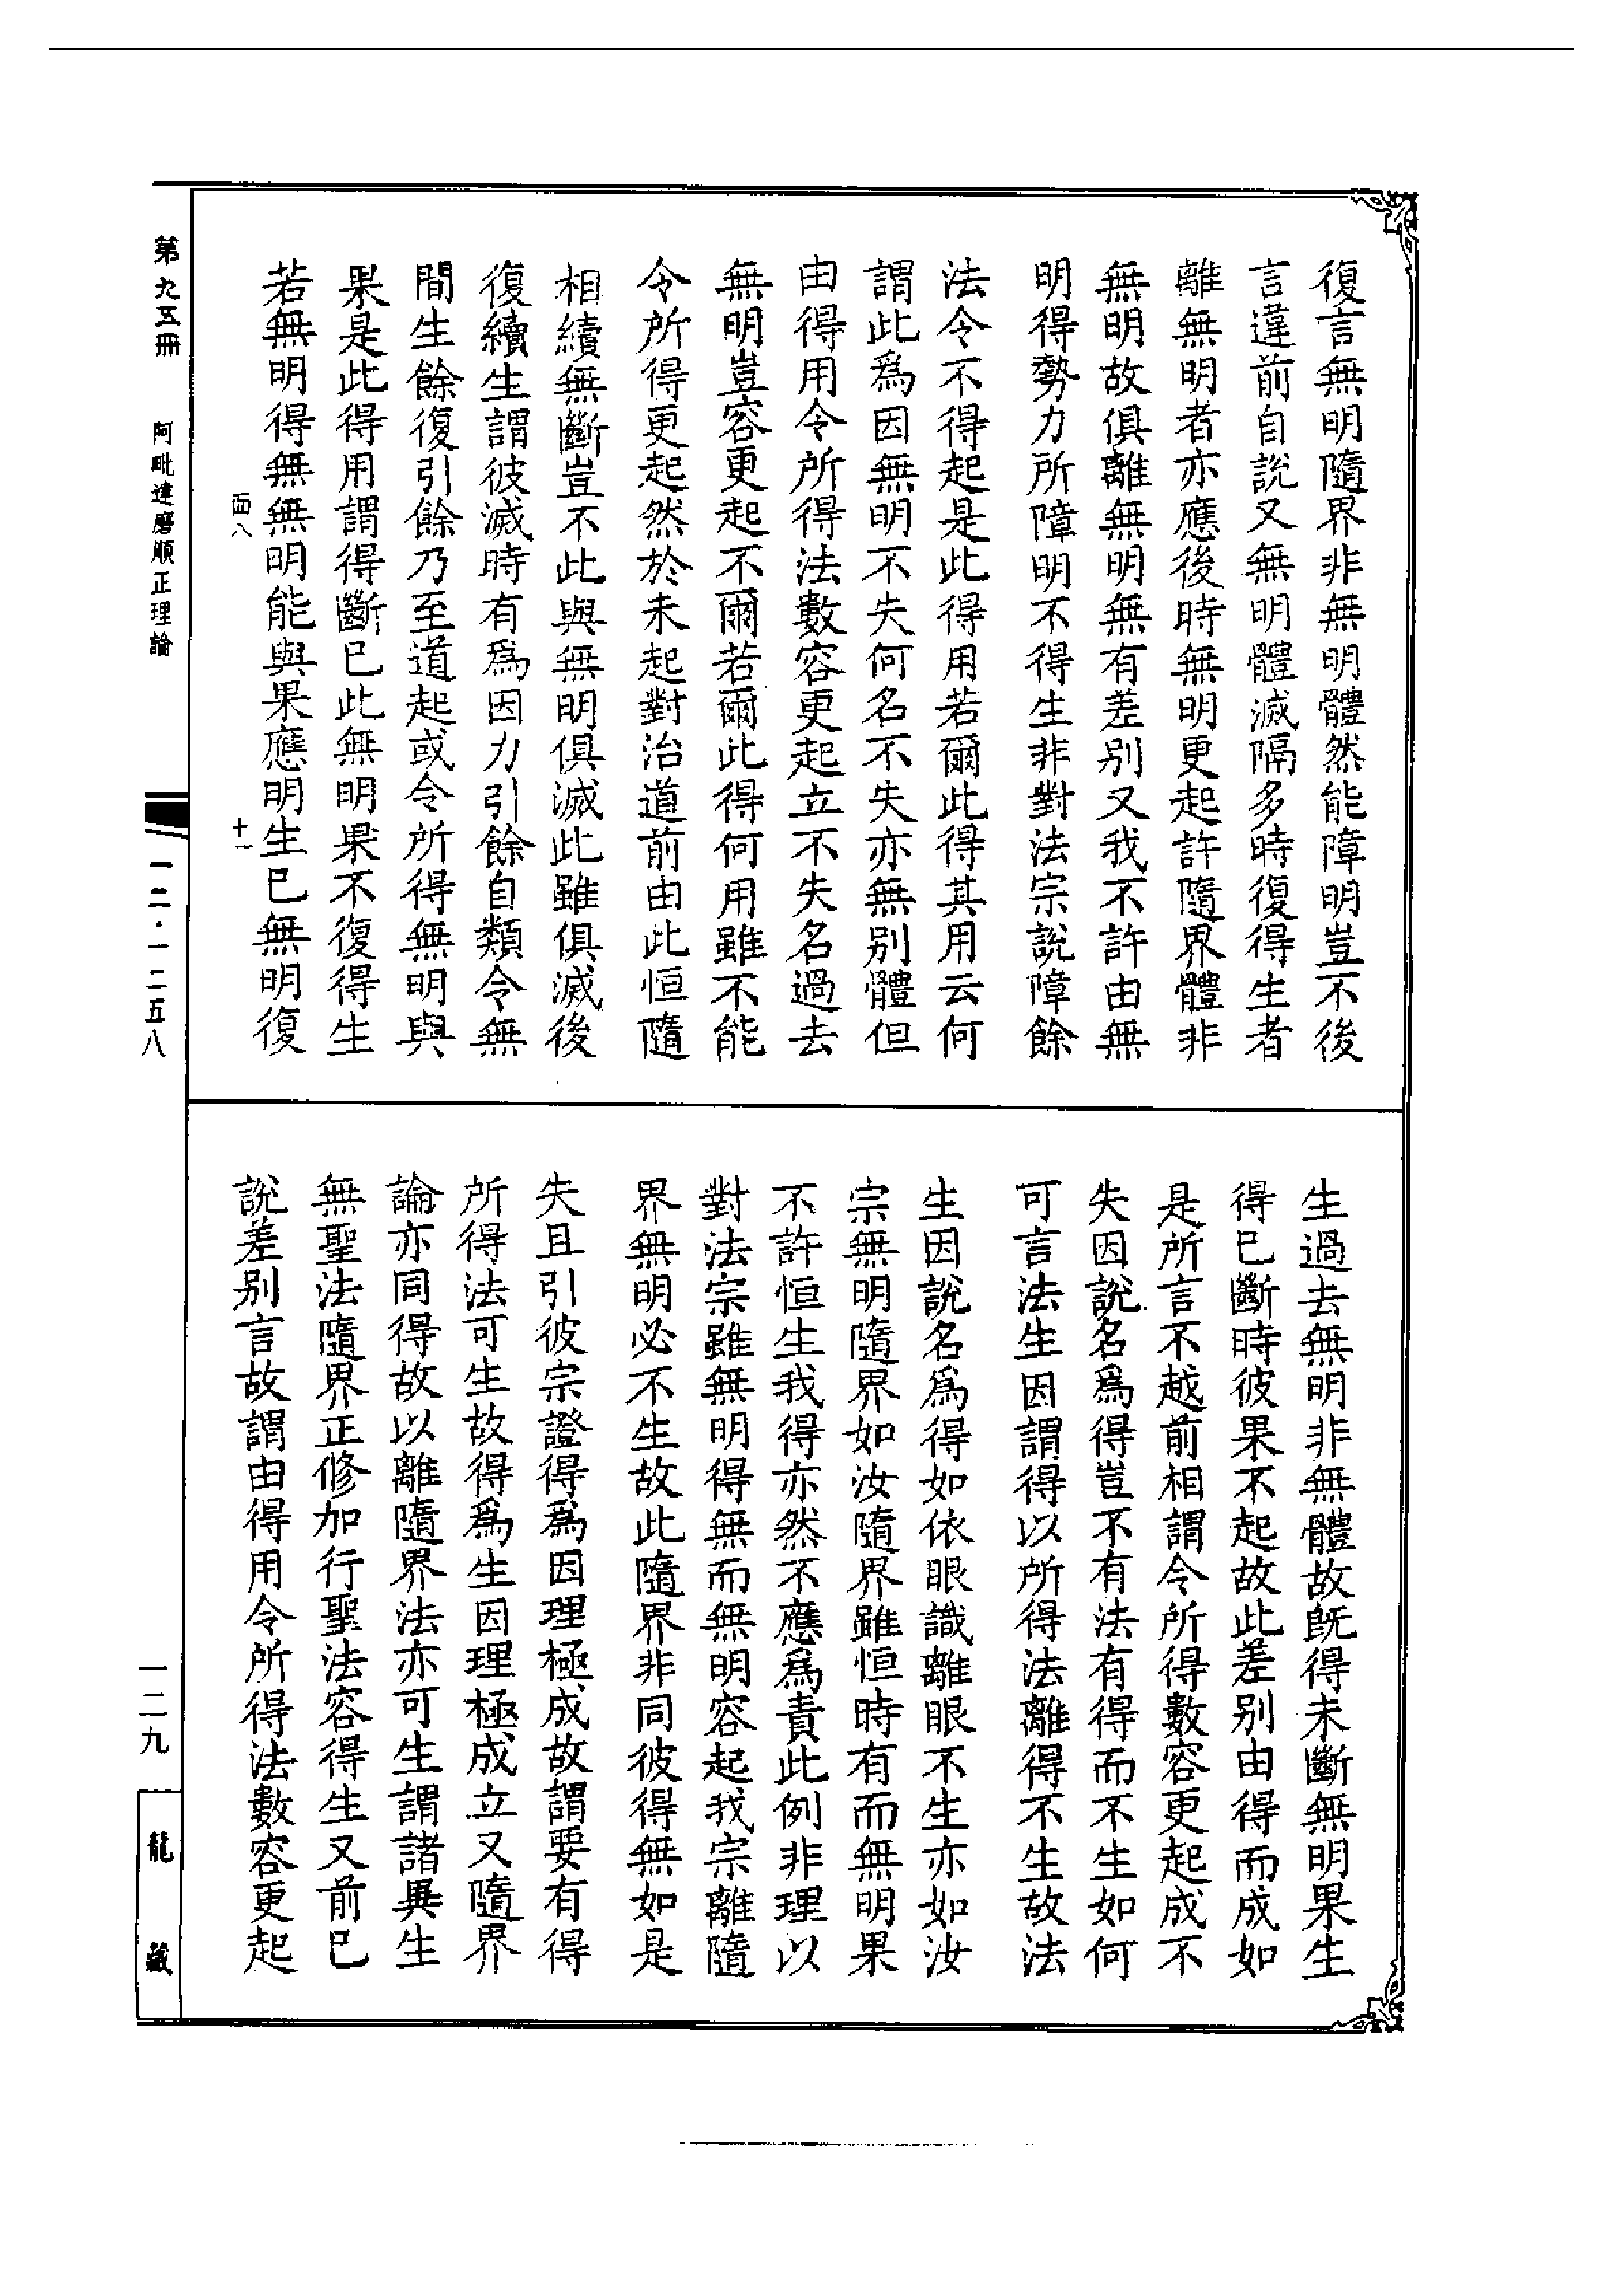 復言無明隨界非無明體然能障明豈不後
言違前自說又無明體滅隔多時復得生者
離無明者亦應後時無明更起許隨界體非
無明故俱離無明無有差別又我不許由無
明得勢力所障明不得生非對法宗說障餘
法令不得起是此得用若爾此得其用云何
謂此爲因無明不失何名不失亦無別體但
由得用令所得法數容更起立不失名過去
無明豈容更起不爾若爾此得何用雖不能
令所得更起然於未起對治道前由此恒隨
相續無斷豈不此與無明俱滅此雖俱滅後
復續生謂彼滅時有爲因力引餘自類令無
間生餘復引餘乃至道起或令所得無明與
果是此得用謂得斷已此無明果不復得生
若無明得無無明能與果應明生已無明復
生過去無明非無體故旣得未斷無明果生
得已斷時彼果不起故此差別由得而成如
是所言不越前相謂令所得數容更起成不
失因說名爲得豈不有法有得而不生如何
可言法生因謂得以所得法離得不生故法
生因說名爲得如依眼識離眼不生亦如汝
宗無明隨界如汝隨界雖恒時有而無明果
不許恒生我得亦然不應爲責此例非理以
對法宗雖無明得無而無明容起我宗離隨
界無明必不生故此隨界非同彼得無如是
失且引彼宗證得爲因理極成故謂要有得
所得法可生故得爲生因理極成立又隨界
論亦同得故以離隨界法亦可生謂諸異生
無聖法隨界正修加行聖法容得生又前已
說差別言故謂由得用令所得法數容更起
面八
十一
第九五冊
阿毗達磨順正理論
一二·一二五八
一二九
龍藏